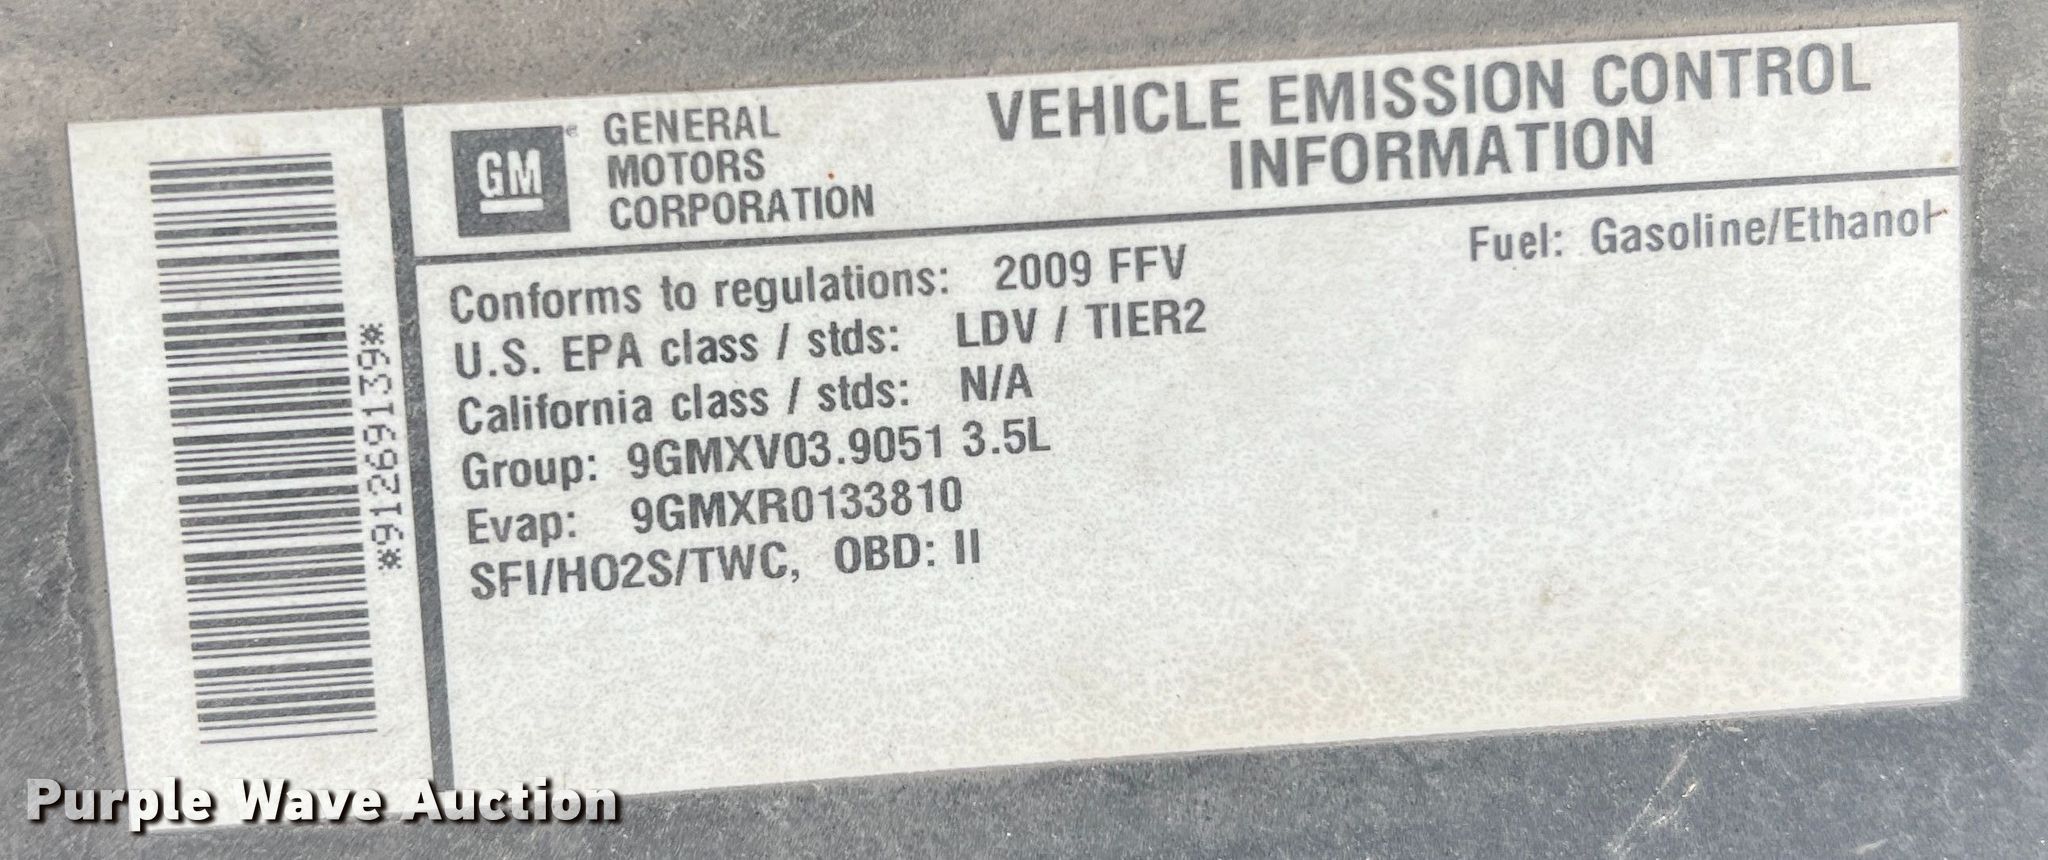 GM
GENERAL
MOTORS
CORPORATION
VEHICLE EMISSION CONTROL
INFORMATION
Fuel: Gasoline/Ethanol
Conforms to regulations: 2009 FFV
U.S. EPA class / stds: LDV / TIER2
California class / stds: N/A
Group: 9GMXV03.9051 3.5L
Evap: 9GMXR0133810
SFI/HO2S/TWC, OBD: II
*91269139*
Purple Wave Auction